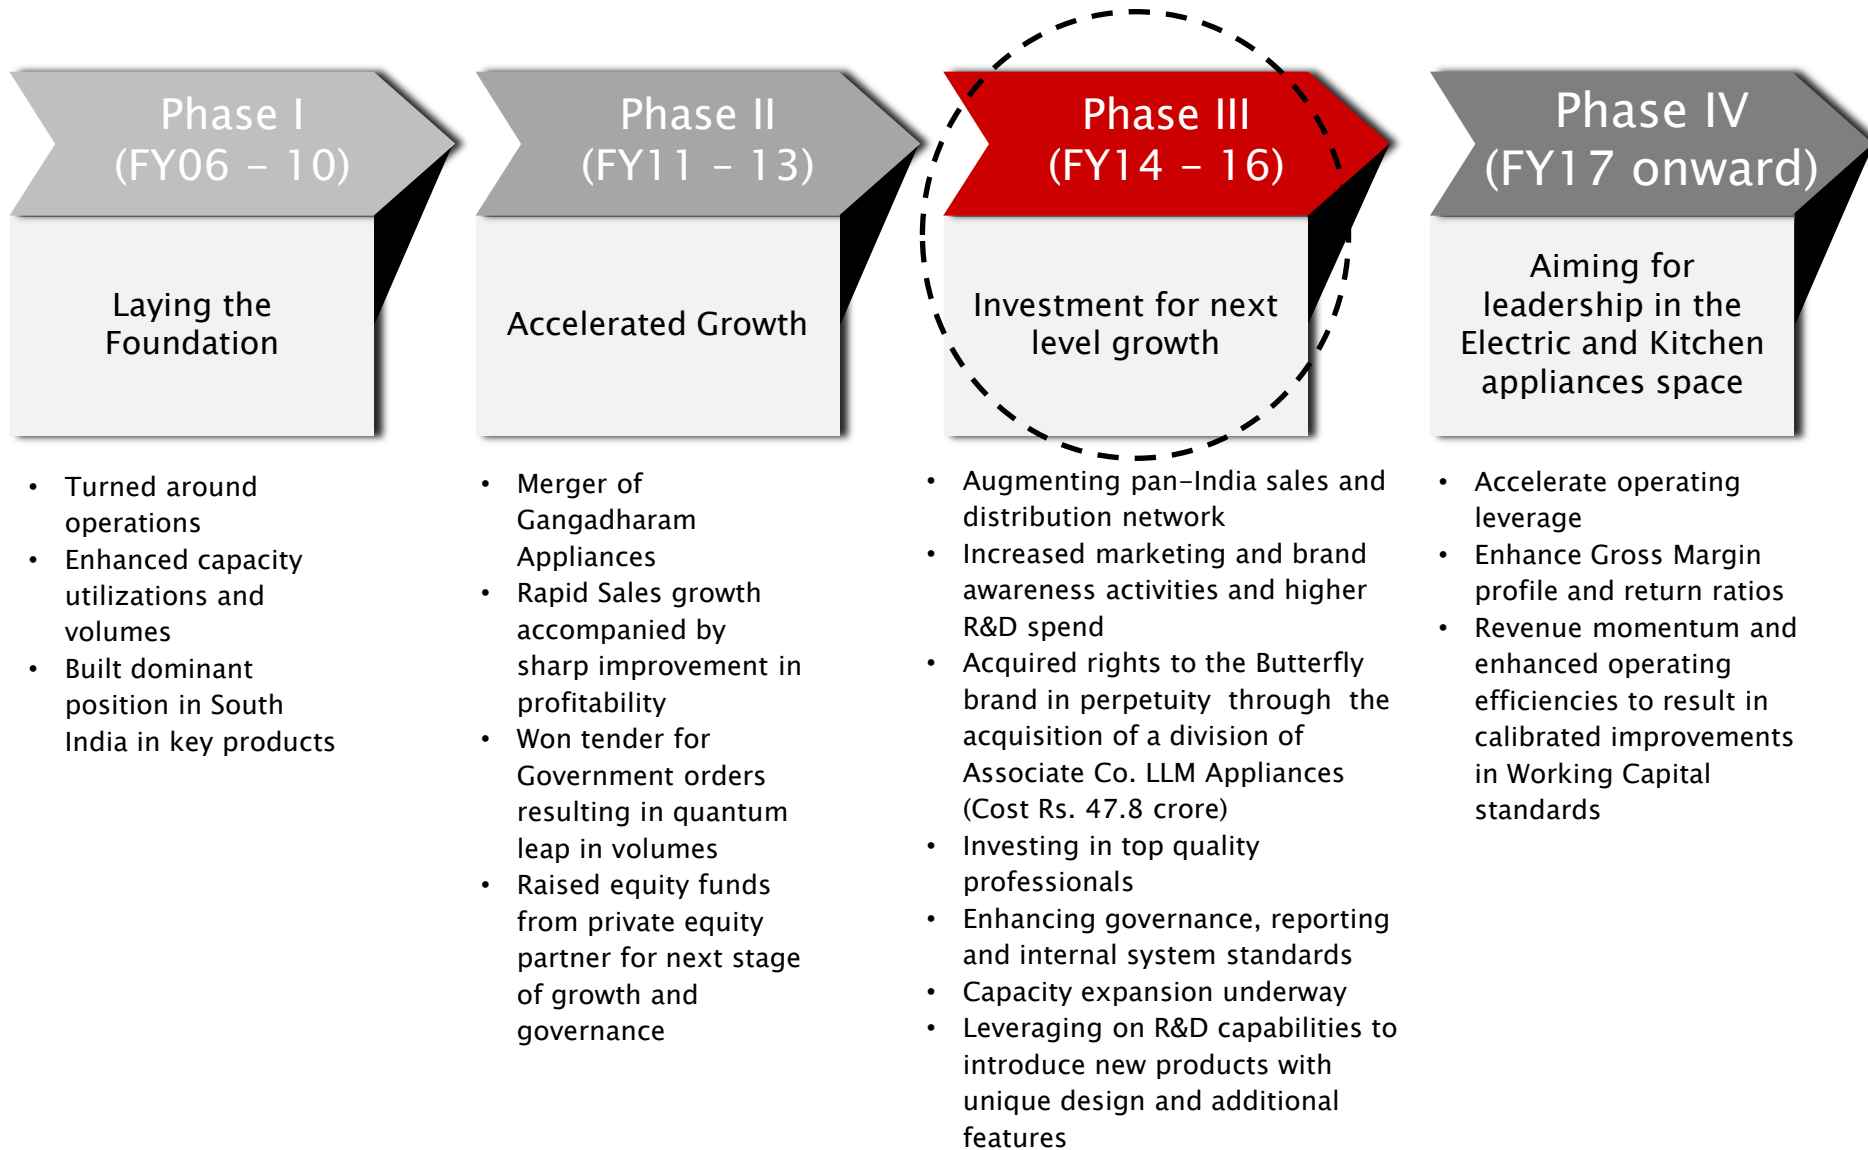 Phase I
(FY06 – 10)
Laying the
Foundation
• Turned around
operations
• Enhanced capacity
utilizations and
volumes
• Built dominant
position in South
India in key products
Phase II
(FY11 – 13)
Accelerated Growth
• Merger of
Gangadharam
Appliances
• Rapid Sales growth
accompanied by
sharp improvement in
profitability
• Won tender for
Government orders
resulting in quantum
leap in volumes
• Raised equity funds
from private equity
partner for next stage
of growth and
governance
Phase III
(FY14 – 16)
Investment for next
level growth
• Augmenting pan-India sales and
distribution network
• Increased marketing and brand
awareness activities and higher
R&D spend
• Acquired rights to the Butterfly
brand in perpetuity through the
acquisition of a division of
Associate Co. LLM Appliances
(Cost Rs. 47.8 crore)
• Investing in top quality
professionals
• Enhancing governance, reporting
and internal system standards
• Capacity expansion underway
• Leveraging on R&D capabilities to
introduce new products with
unique design and additional
features
Phase IV
(FY17 onward)
Aiming for
leadership in the
Electric and Kitchen
appliances space
• Accelerate operating
leverage
• Enhance Gross Margin
profile and return ratios
• Revenue momentum and
enhanced operating
efficiencies to result in
calibrated improvements
in Working Capital
standards